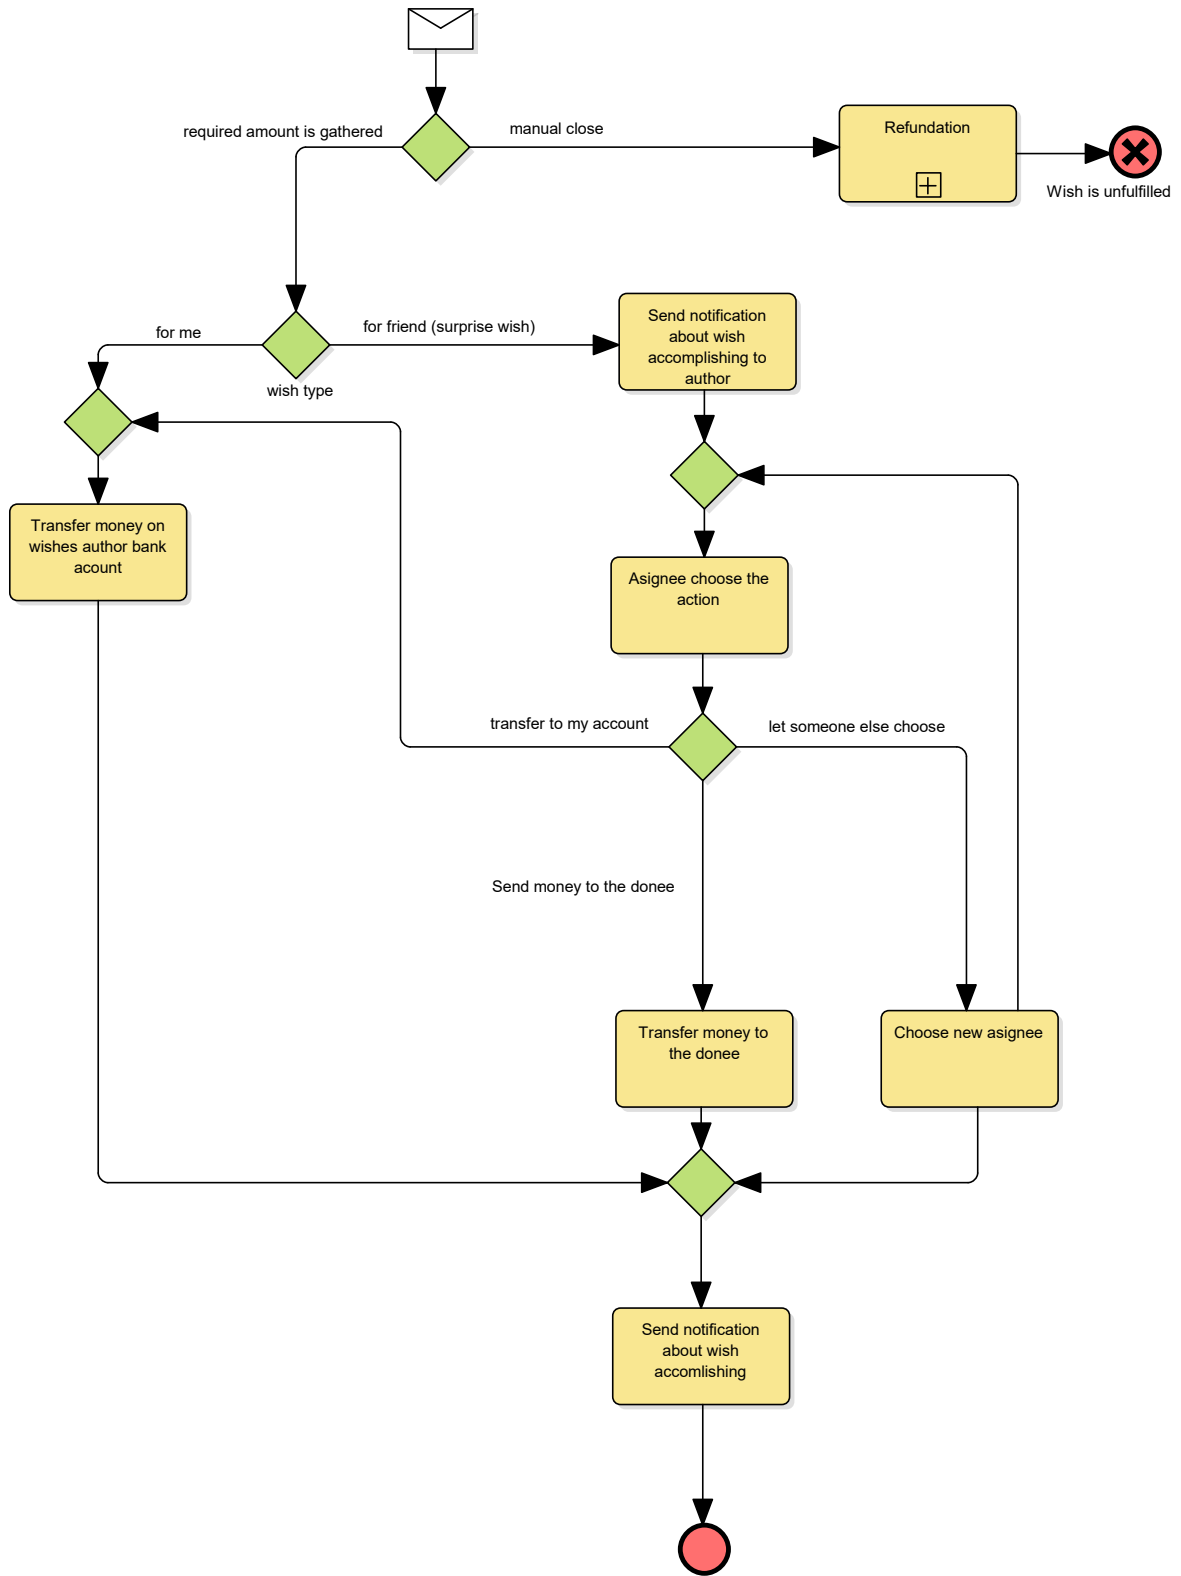 required amount is gathered
manual close
Refundation
Wish is unfulfilled
for me
for friend (surprise wish)
wish type
Send notification
about wish
accomplishing to
author
Transfer money on
wishes author bank
acount
Asignee choose the
action
transfer to my account
let someone else choose
Send money to the donee
Transfer money to
the donee
Choose new asignee
Send notification
about wish
accomlishing